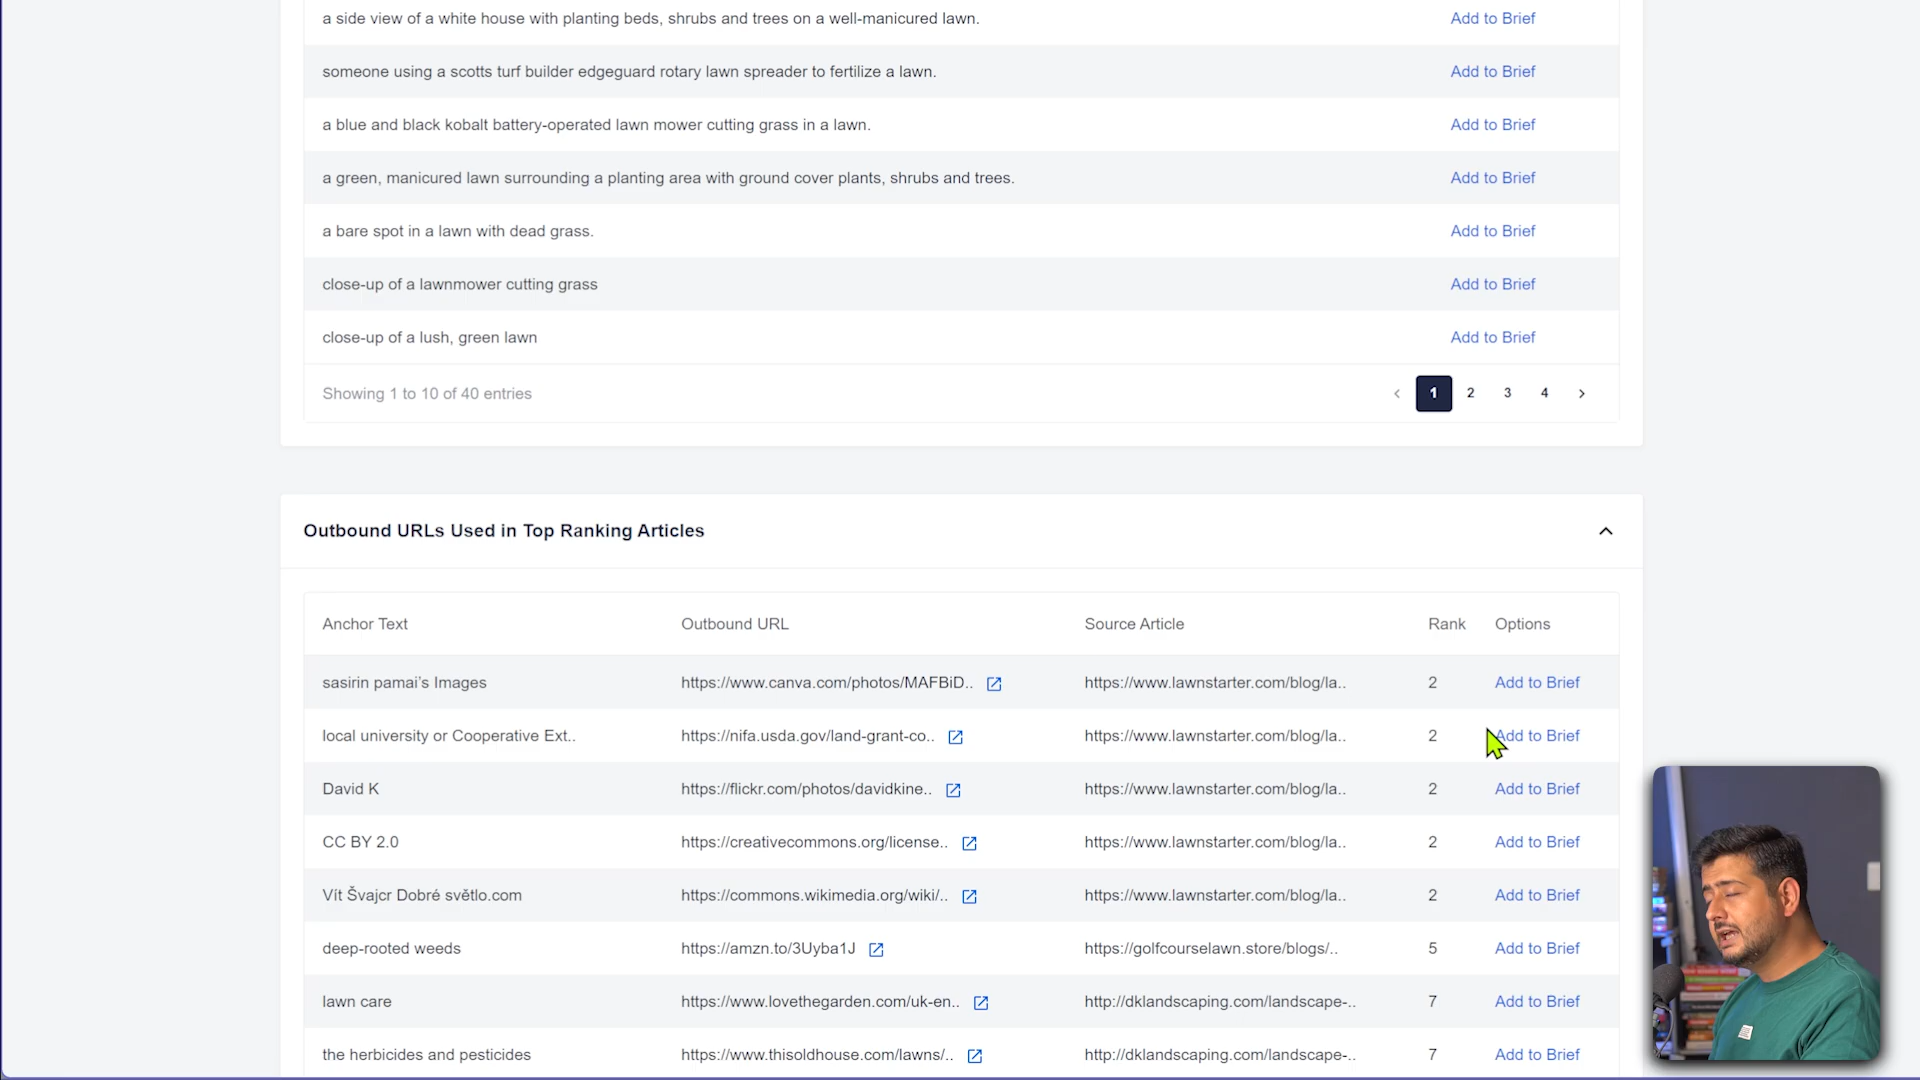 a side view of a white house with planting beds, shrubs and trees on a well-manicured lawn. Add to Brief
someone using a scotts turf builder edgeguard rotary lawn spreader to fertilize a lawn. Add to Brief
a blue and black kobalt battery-operated lawn mower cutting grass in a lawn. Add to Brief
a green, manicured lawn surrounding a planting area with ground cover plants, shrubs and trees. Add to Brief
a bare spot in a lawn with dead grass. Add to Brief
close-up of a lawnmower cutting grass Add to Brief
close-up of a lush, green lawn Add to Brief
Showing 1 to 10 of 40 entries 1 2 3 4
Outbound URLs Used in Top Ranking Articles
Anchor Text Outbound URL Source Article Rank Options
sasirin pamai’s Images https://www.canva.com/photos/MAFBiD.. https://www.lawnstarter.com/blog/la.. 2 Add to Brief
local university or Cooperative Ext.. https://nifa.usda.gov/land-grant-co.. https://www.lawnstarter.com/blog/la.. 2 Add to Brief
David K https://flickr.com/photos/davidkine.. https://www.lawnstarter.com/blog/la.. 2 Add to Brief
CC BY 2.0 https://creativecommons.org/license.. https://www.lawnstarter.com/blog/la.. 2 Add to Brief
Vít Švajcr Dobré světlo.com https://commons.wikimedia.org/wiki/.. https://www.lawnstarter.com/blog/la.. 2 Add to Brief
deep-rooted weeds https://amzn.to/3Uyba1J https://golfcourselawn.store/blogs/.. 5 Add to Brief
lawn care https://www.lovethegarden.com/uk-en.. http://dklandscaping.com/landscape-.. 7 Add to Brief
the herbicides and pesticides https://www.thisoldhouse.com/lawns/.. http://dklandscaping.com/landscape-.. 7 Add to Brief